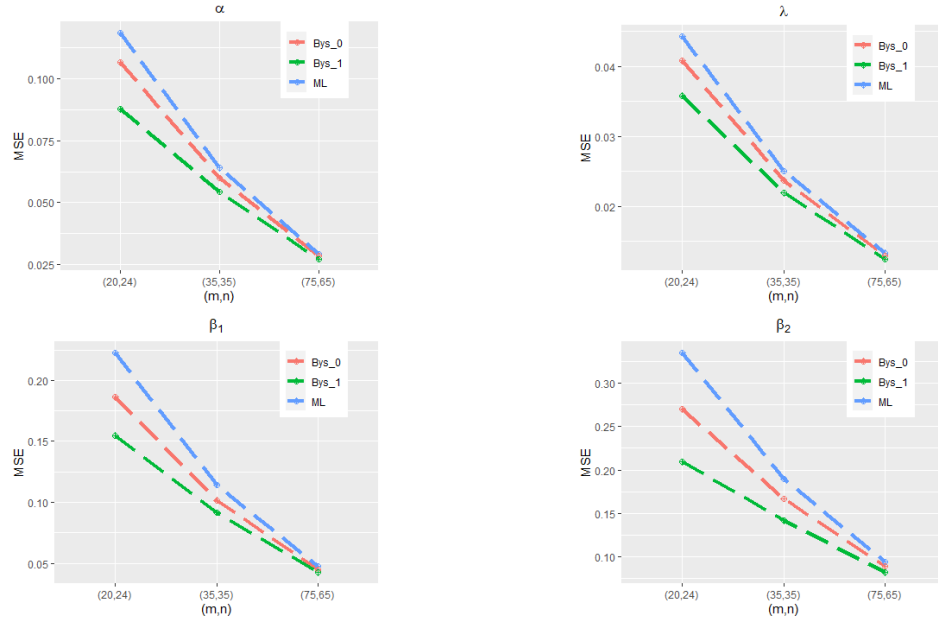 α
MSE
0.100
0.075
0.050
0.025
Bys_0
Bys_1
ML
(20,24) (35,35) (75,65)
(m,n)
λ
MSE
0.04
0.03
0.02
Bys_0
Bys_1
ML
(20,24) (35,35) (75,65)
(m,n)
β1
MSE
0.20
0.15
0.10
0.05
Bys_0
Bys_1
ML
(20,24) (35,35) (75,65)
(m,n)
β2
MSE
0.30
0.25
0.20
0.15
0.10
Bys_0
Bys_1
ML
(20,24) (35,35) (75,65)
(m,n)